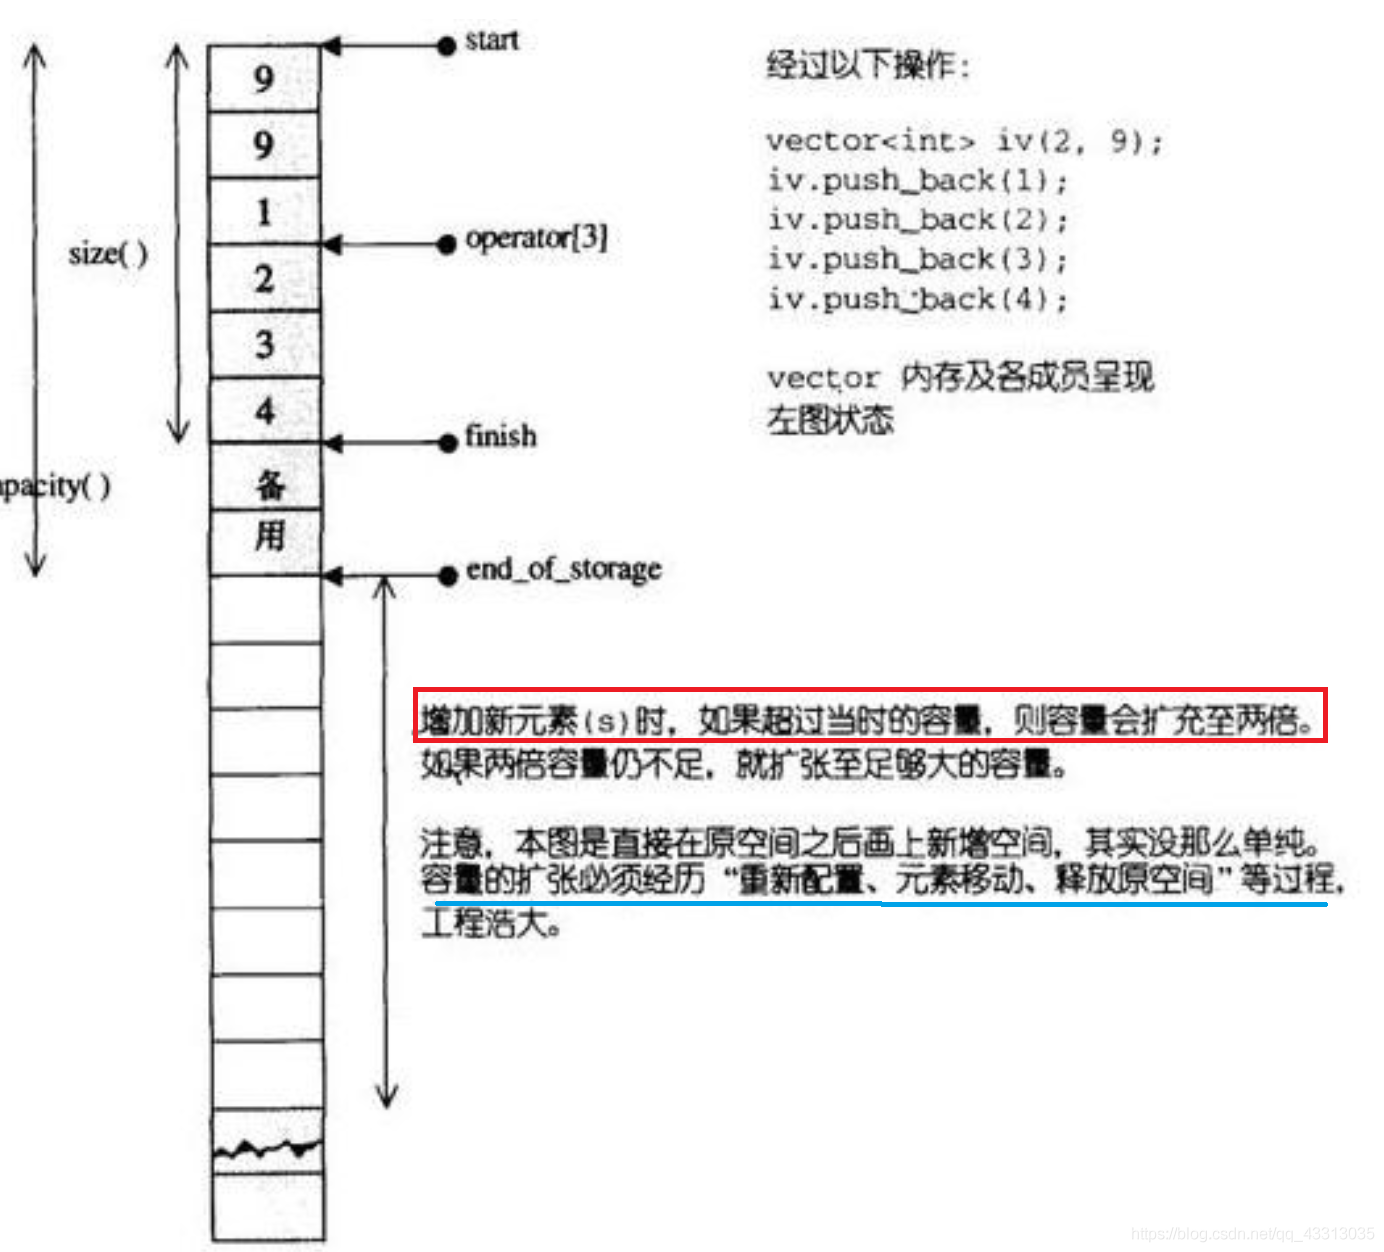 start
9
9
1
operator[3]
size( )
2
3
4
finish
apacity( )
备
用
end_of_storage
经过以下操作：
vector<int> iv(2, 9);
iv.push_back(1);
iv.push_back(2);
iv.push_back(3);
iv.push_back(4);
vector 内存及各成员呈现
左图状态
增加新元素(s)时，如果超过当时的容量，则容量会扩充至两倍。
如果两倍容量仍不足，就扩张至足够大的容量。
注意，本图是直接在原空间之后画上新增空间，其实没那么单纯。
容量的扩张必须经历“重新配置、元素移动、释放原空间”等过程，
工程浩大。
https://blog.csdn.net/qq_43313035